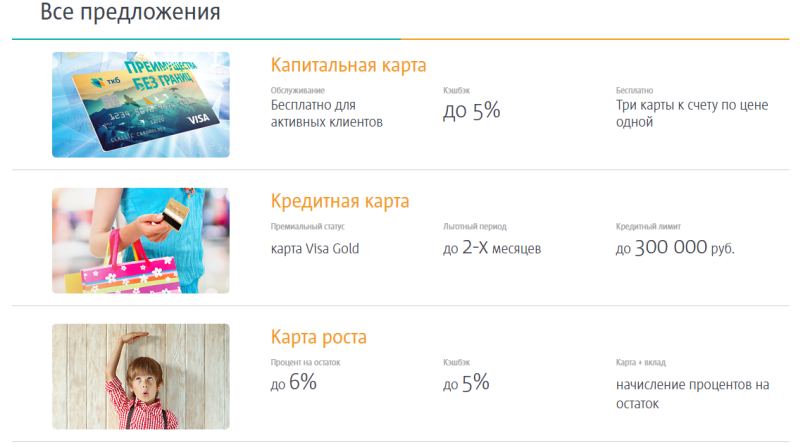 Все предложения
ПРЕИМУЩЕСТВА
БЕЗ ГРАНИЦ
ткб
VISA
Капитальная карта
Обслуживание
Бесплатно для
активных клиентов
Кэшбэк
до 5%
Бесплатно
Три карты к счету по цене
одной
Кредитная карта
Премиальный статус
карта Visa Gold
Льготный период
до 2-X месяцев
Кредитный лимит
до 300 000 руб.
Карта роста
Процент на остаток
до 6%
Кэшбэк
до 5%
Карта + вклад
начисление процентов на
остаток